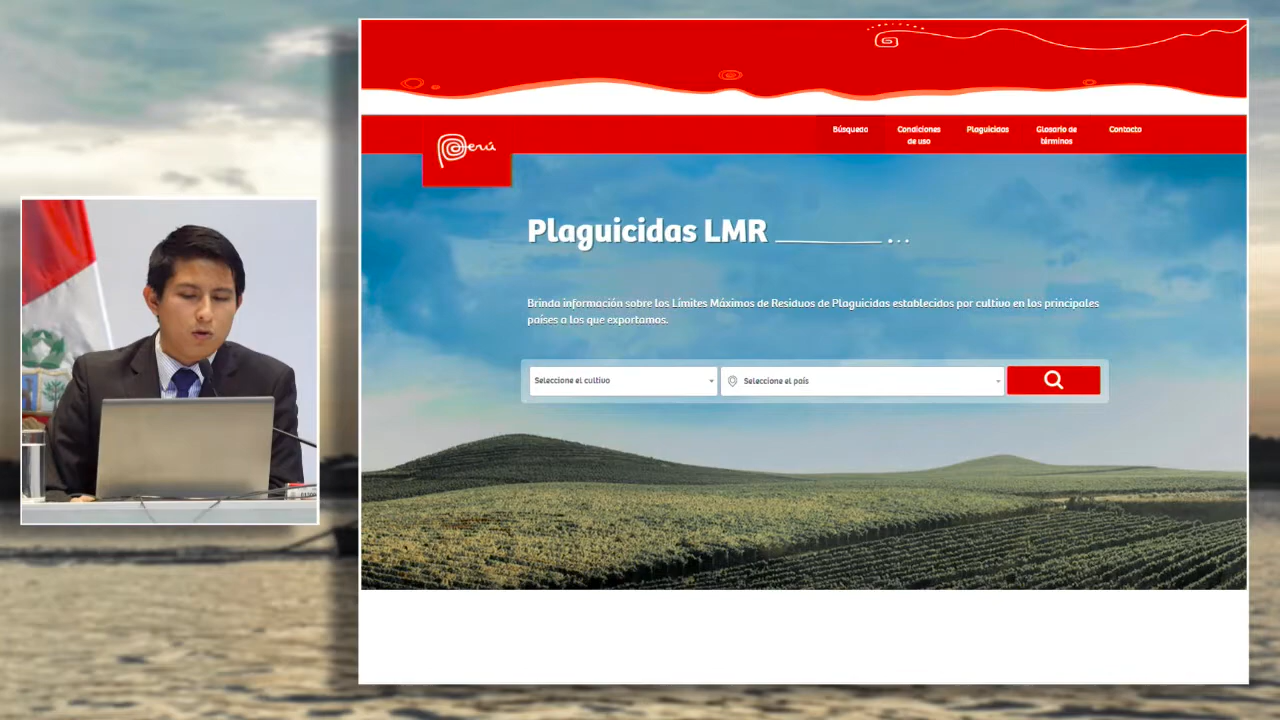 Búsqueda
Condiciones
de uso
Plaguicidas
Glosario de
términos
Contacto
Perú
Plaguicidas LMR
Brinda información sobre los Límites Máximos de Residuos de Plaguicidas establecidos por cultivo en los principales
países a los que exportamos.
Seleccione el cultivo
Seleccione el país